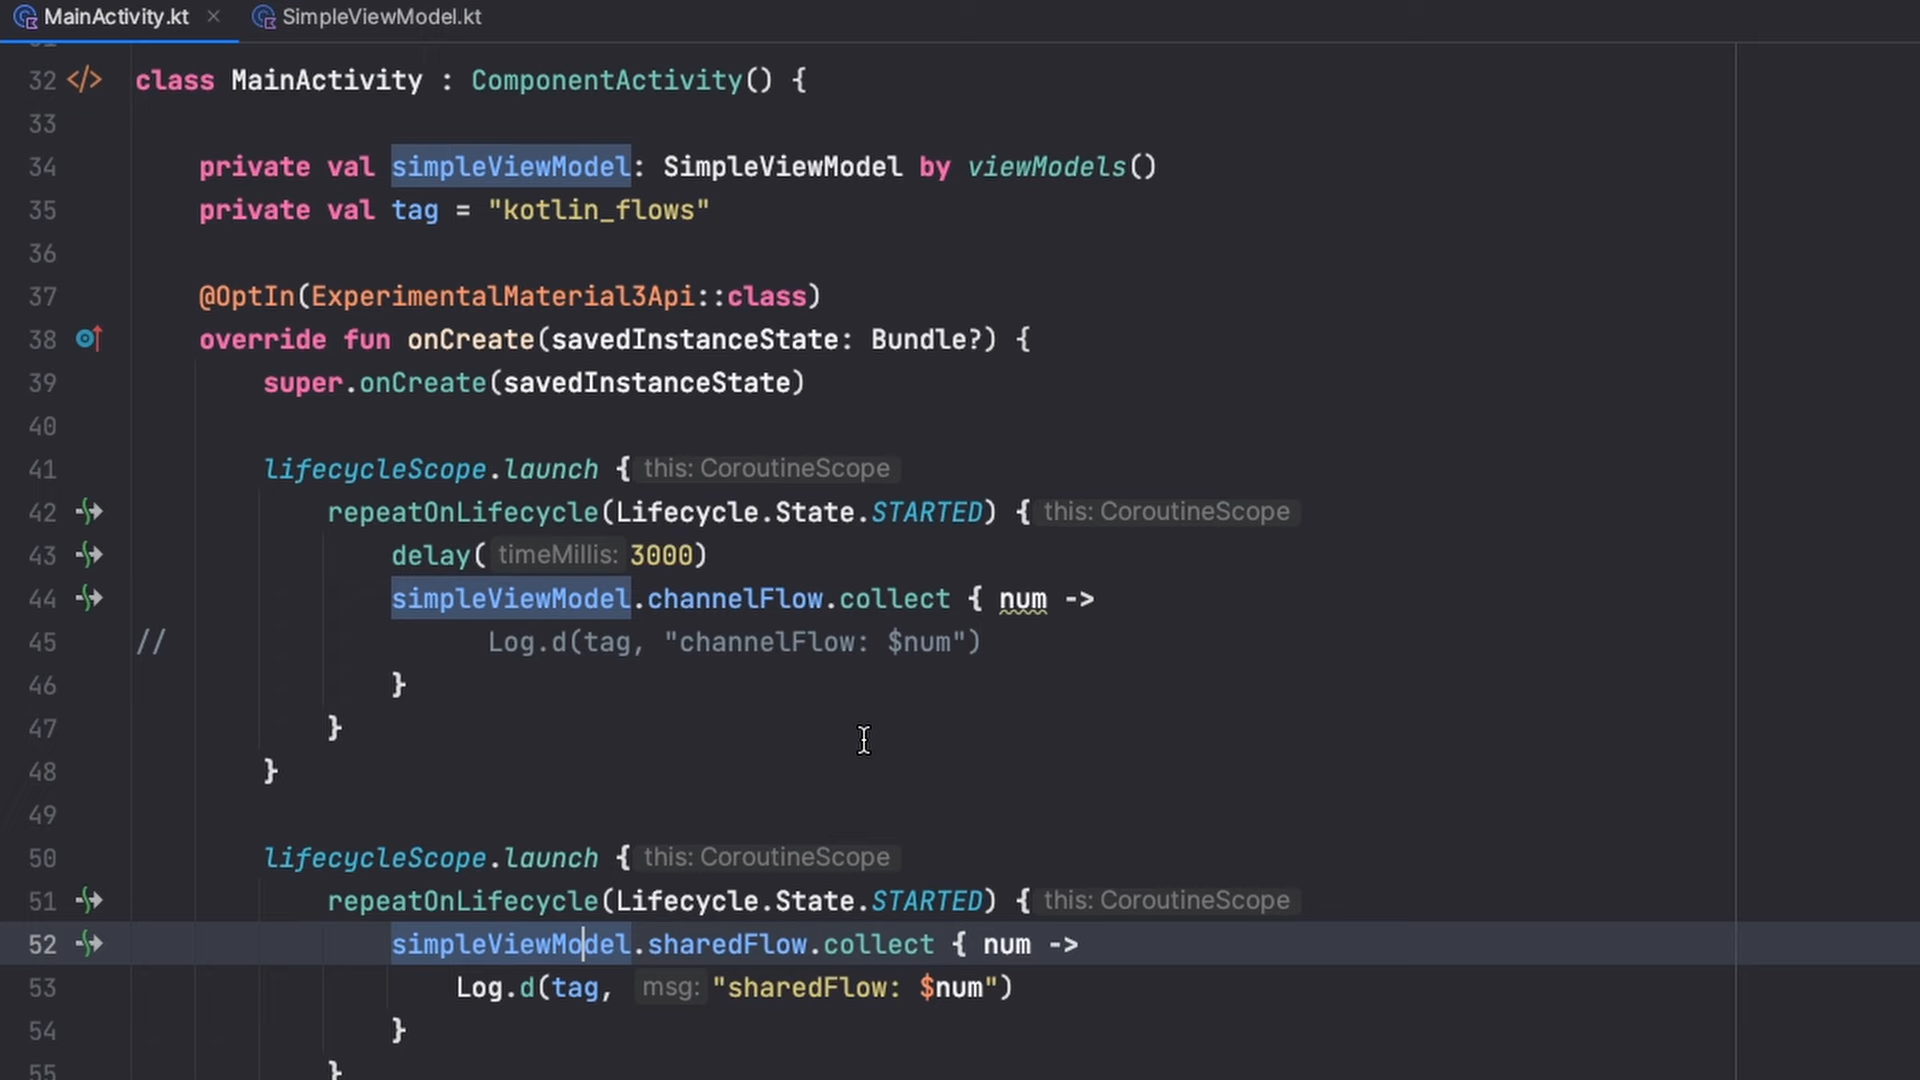 MainActivity.kt × SimpleViewModel.kt
31
32 </> class MainActivity : ComponentActivity() {
33
34 private val simpleViewModel: SimpleViewModel by viewModels()
35 private val tag = "kotlin_flows"
36
37 @OptIn(ExperimentalMaterial3Api::class)
38 override fun onCreate(savedInstanceState: Bundle?) {
39 super.onCreate(savedInstanceState)
40
41 lifecycleScope.launch { this: CoroutineScope
42 repeatOnLifecycle(Lifecycle.State.STARTED) { this: CoroutineScope
43 delay( timeMillis: 3000)
44 simpleViewModel.channelFlow.collect { num ->
45 // Log.d(tag, "channelFlow: $num")
46 }
47 }
48 }
49
50 lifecycleScope.launch { this: CoroutineScope
51 repeatOnLifecycle(Lifecycle.State.STARTED) { this: CoroutineScope
52 simpleViewModel.sharedFlow.collect { num ->
53 Log.d(tag, msg: "sharedFlow: $num")
54 }
55 }